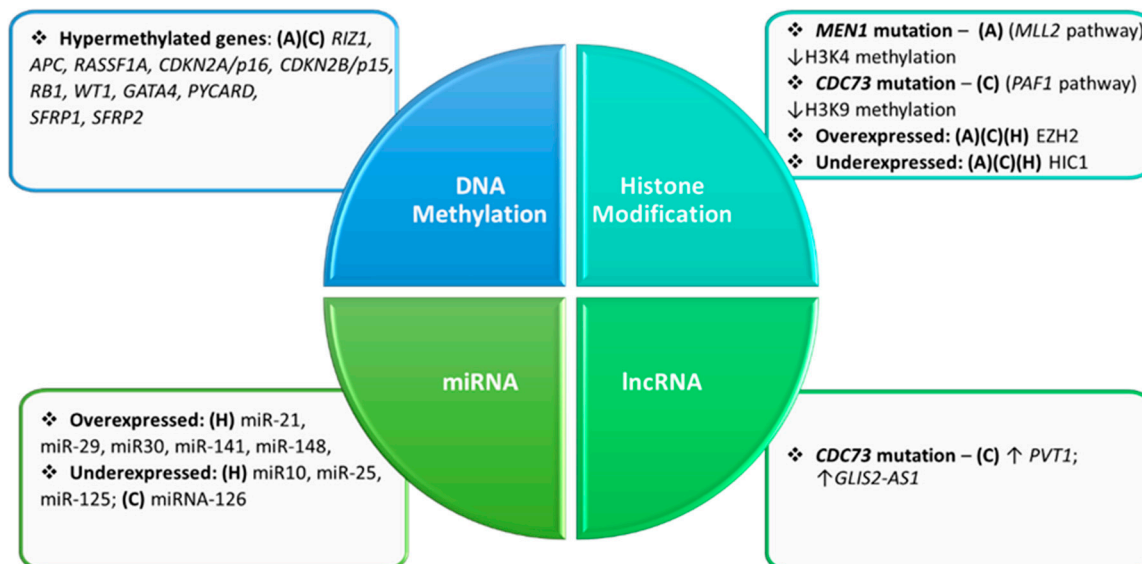 ❖ Hypermethylated genes: (A)(C) RIZ1,
APC, RASSF1A, CDKN2A/p16, CDKN2B/p15,
RB1, WT1, GATA4, PYCARD,
SFRP1, SFRP2
❖ MEN1 mutation – (A) (MLL2 pathway)
↓H3K4 methylation
❖ CDC73 mutation – (C) (PAF1 pathway)
↓H3K9 methylation
❖ Overexpressed: (A)(C)(H) EZH2
❖ Underexpressed: (A)(C)(H) HIC1
DNA
Methylation
Histone
Modification
miRNA
lncRNA
❖ Overexpressed: (H) miR-21,
miR-29, miR30, miR-141, miR-148,
❖ Underexpressed: (H) miR10, miR-25,
miR-125; (C) miRNA-126
❖ CDC73 mutation – (C) ↑ PVT1;
↑GLIS2-AS1